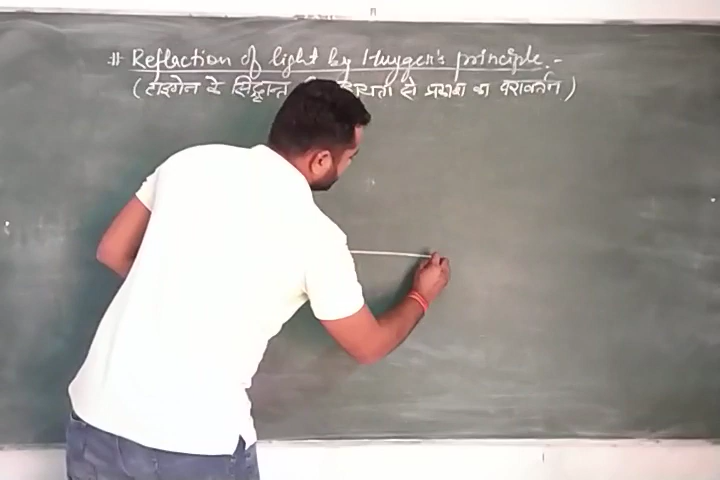 # Reflection of light by Huygen's principle :-
(हाइगेन के सिद्धान्त से प्रकाश का परावर्तन)